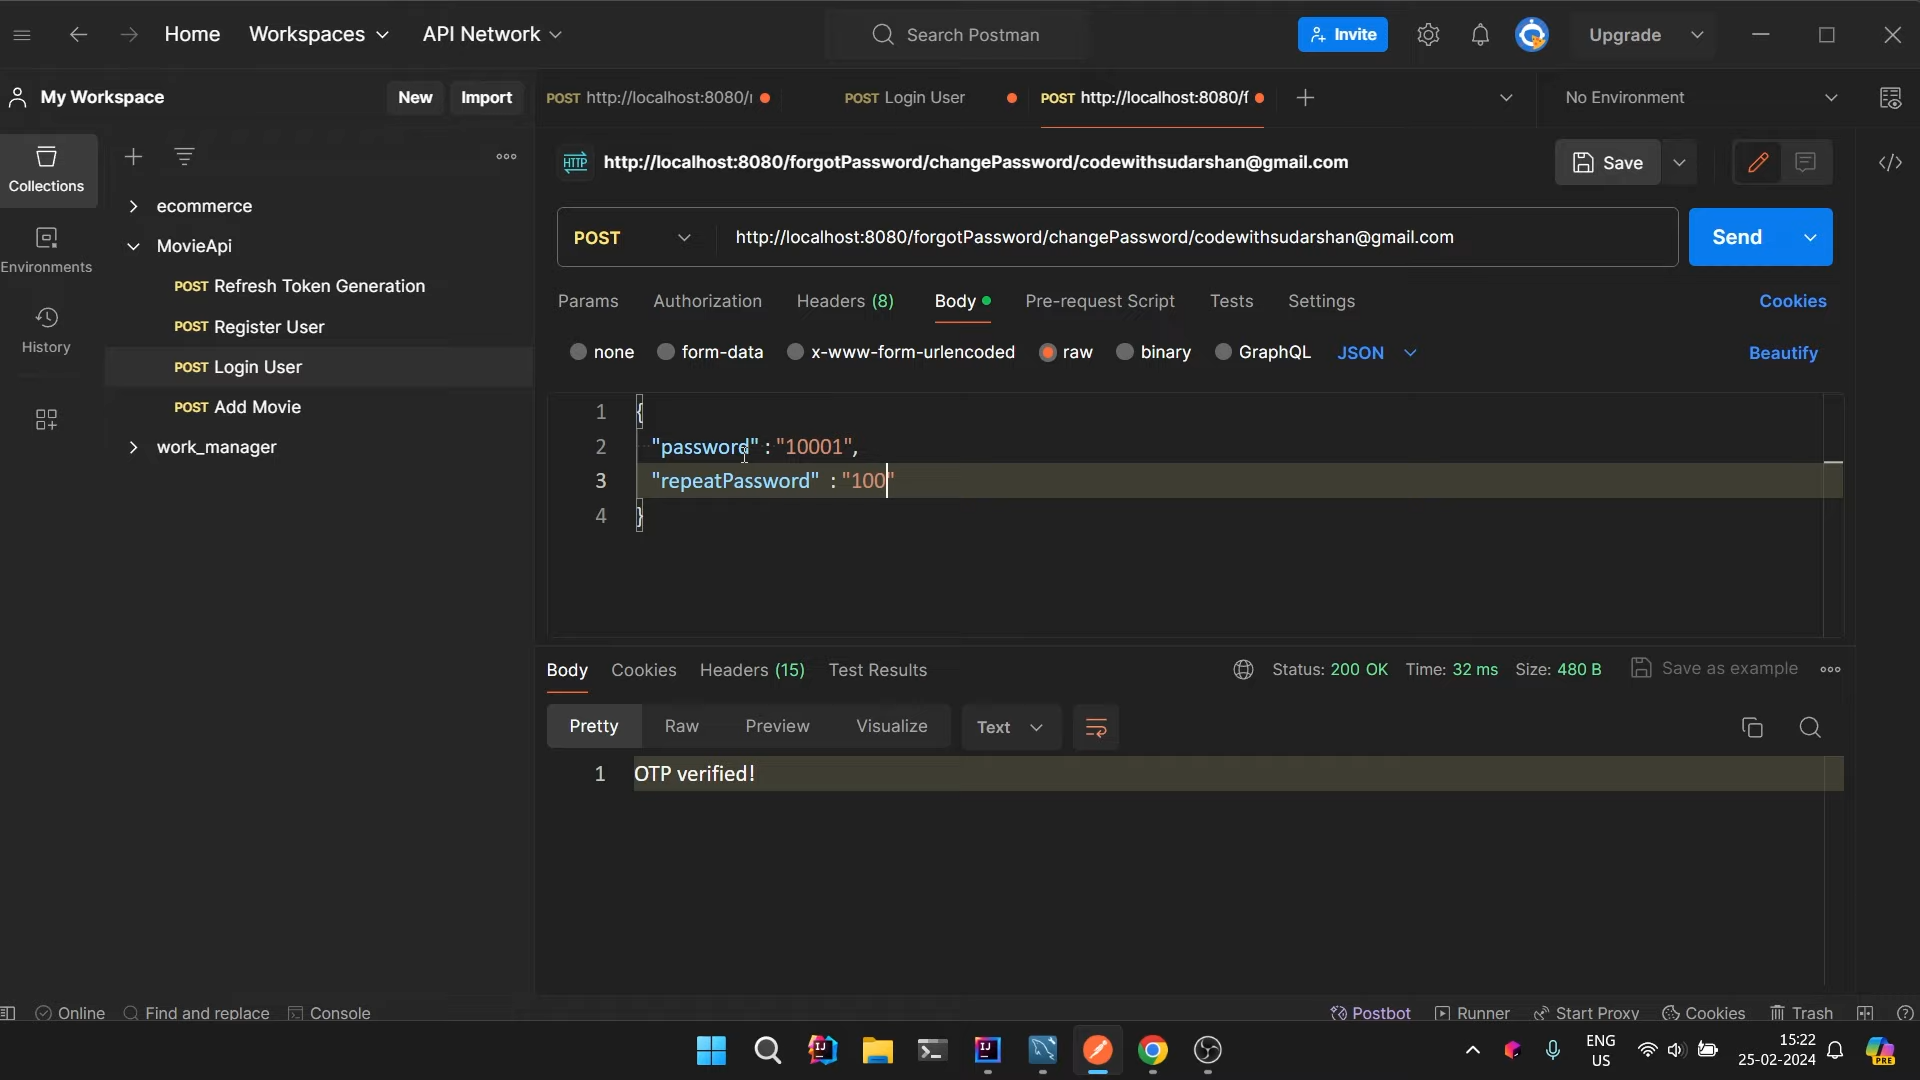 Home
Workspaces
API Network
Search Postman
Invite
Upgrade
My Workspace
New
Import
POST http://localhost:8080/
POST Login User
POST http://localhost:8080/f
No Environment
Collections
Environments
History
ecommerce
MovieApi
POST Refresh Token Generation
POST Register User
POST Login User
POST Add Movie
work_manager
HTTP http://localhost:8080/forgotPassword/changePassword/codewithsudarshan@gmail.com
Save
POST
http://localhost:8080/forgotPassword/changePassword/codewithsudarshan@gmail.com
Send
Params
Authorization
Headers (8)
Body
Pre-request Script
Tests
Settings
Cookies
none
form-data
x-www-form-urlencoded
raw
binary
GraphQL
JSON
Beautify
1 {
2 "password" : "10001",
3 "repeatPassword" : "100"
4 }
Body
Cookies
Headers (15)
Test Results
Status: 200 OK Time: 32 ms Size: 480 B
Save as example
Pretty
Raw
Preview
Visualize
Text
1 OTP verified!
Online
Find and replace
Console
Postbot
Runner
Start Proxy
Cookies
Trash
ENG
US
15:22
25-02-2024
PRE